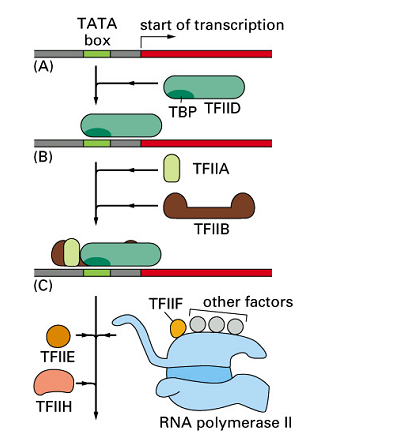 TATA
box
start of transcription
(A)
TBP TFIID
(B)
TFIIA
TFIIB
(C)
TFIIF
other factors
TFIIE
TFIIH
RNA polymerase II